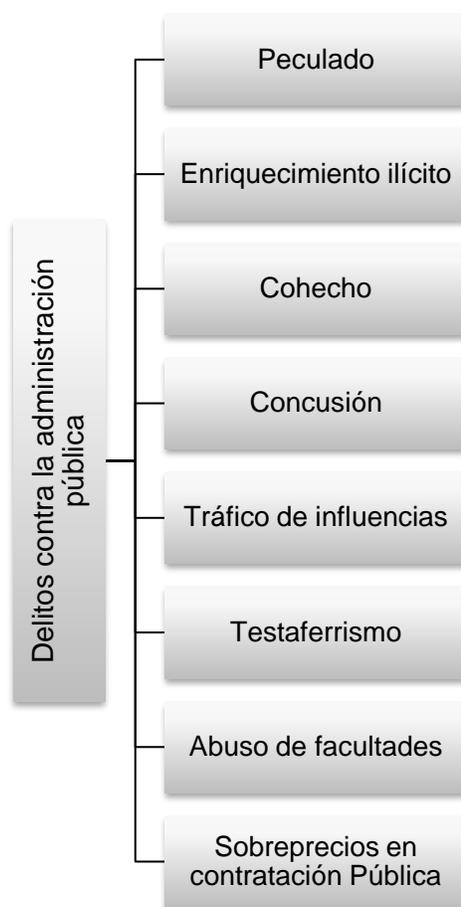 Delitos contra la administración
pública
Peculado
Enriquecimiento ilícito
Cohecho
Concusión
Tráfico de influencias
Testaferrismo
Abuso de facultades
Sobreprecios en
contratación Pública